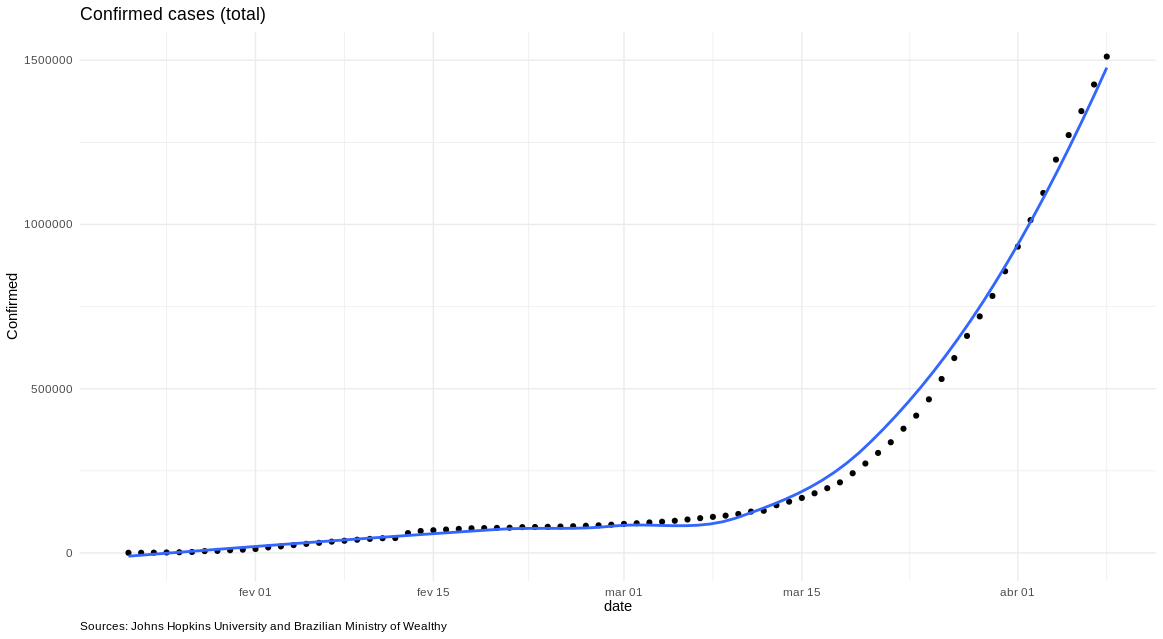 Confirmed cases (total)
1500000
1000000
500000
0
Confirmed
fev 01
fev 15
mar 01
mar 15
abr 01
date
Sources: Johns Hopkins University and Brazilian Ministry of Wealthy